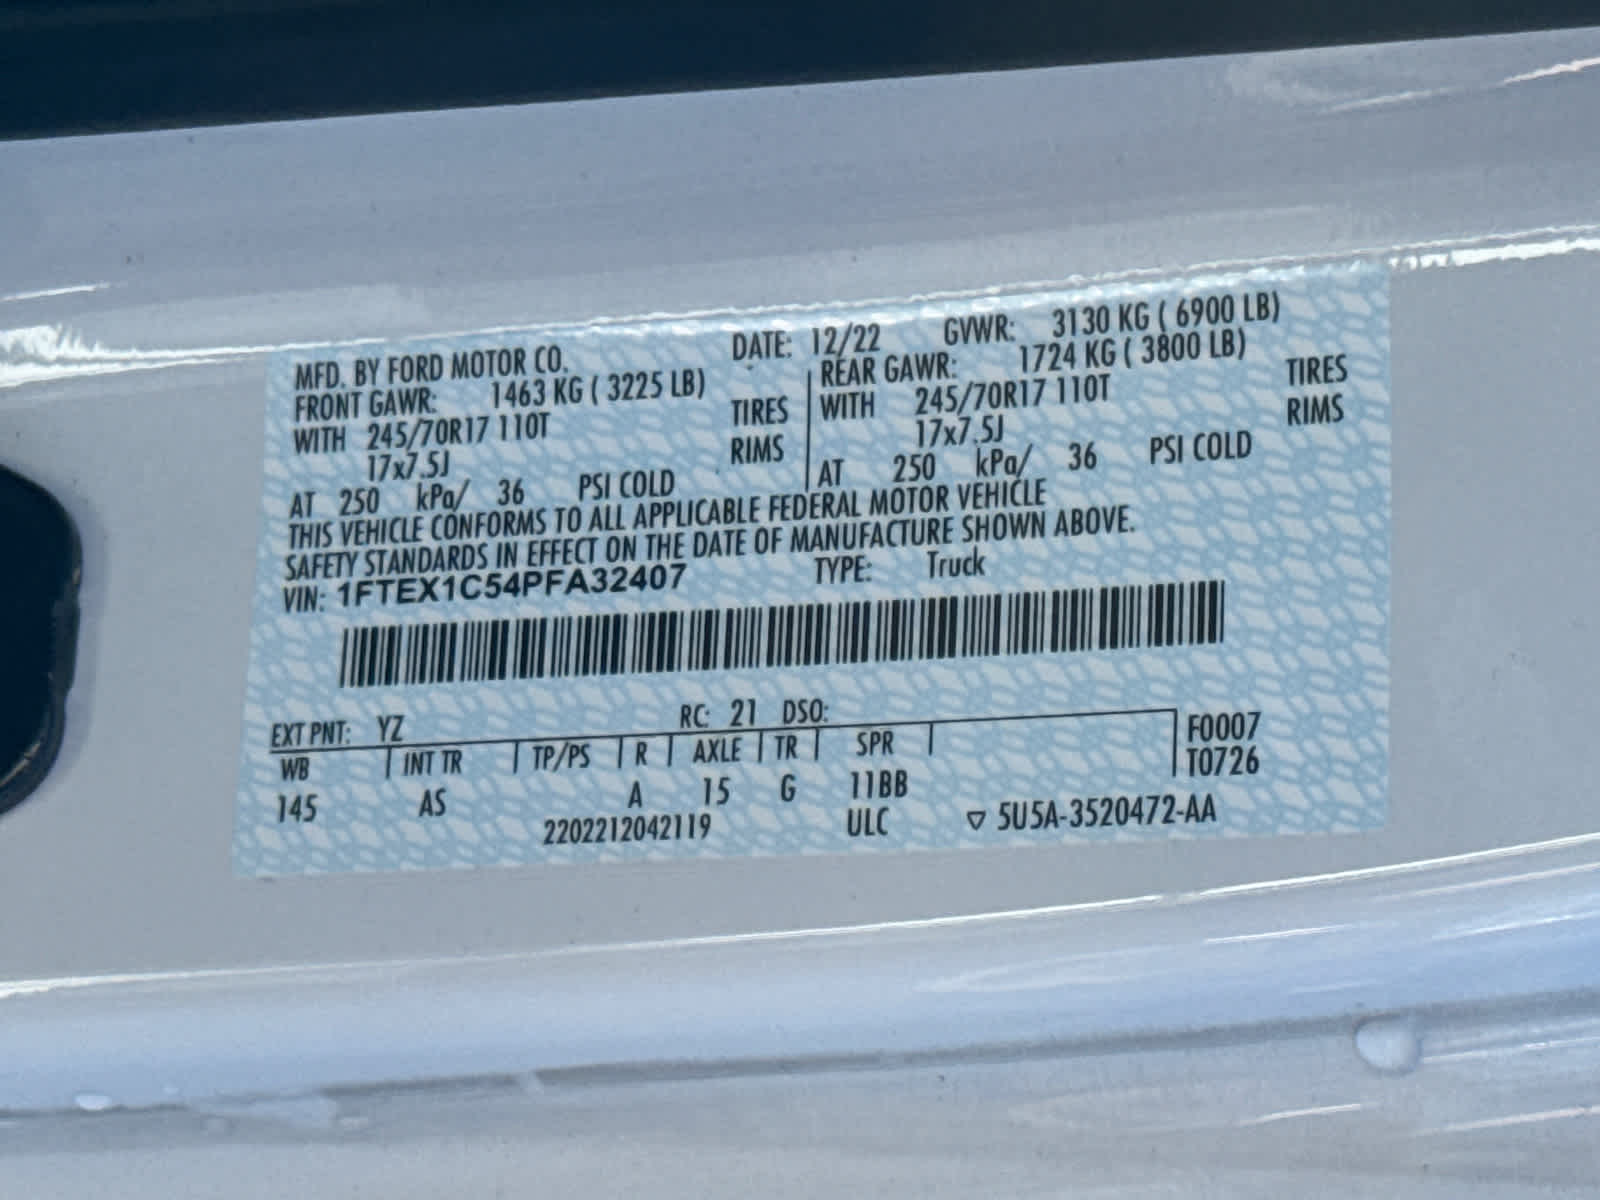 MFD. BY FORD MOTOR CO. DATE: 12/22 GVWR: 3130 KG ( 6900 LB)
FRONT GAWR: 1463 KG ( 3225 LB) REAR GAWR: 1724 KG ( 3800 LB)
WITH 245/70R17 110T TIRES WITH 245/70R17 110T TIRES
17x7.5J RIMS 17x7.5J RIMS
AT 250 kPa/ 36 PSI COLD AT 250 kPa/ 36 PSI COLD
THIS VEHICLE CONFORMS TO ALL APPLICABLE FEDERAL MOTOR VEHICLE
SAFETY STANDARDS IN EFFECT ON THE DATE OF MANUFACTURE SHOWN ABOVE.
VIN: 1FTEX1C54PFA32407 TYPE: Truck
EXT PNT: YZ RC: 21 DSO:
WB INT TR TP/PS R AXLE TR SPR F0007
T0726
145 AS A 15 G 11BB
2202212042119 ULC ▽ 5U5A-3520472-AA